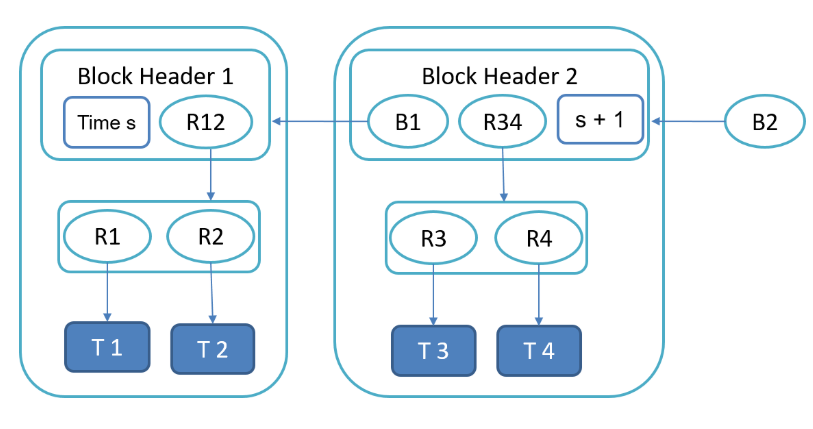 Block Header 1
Time s
R12
R1
R2
T 1
T 2
Block Header 2
B1
R34
s + 1
R3
R4
T 3
T 4
B2